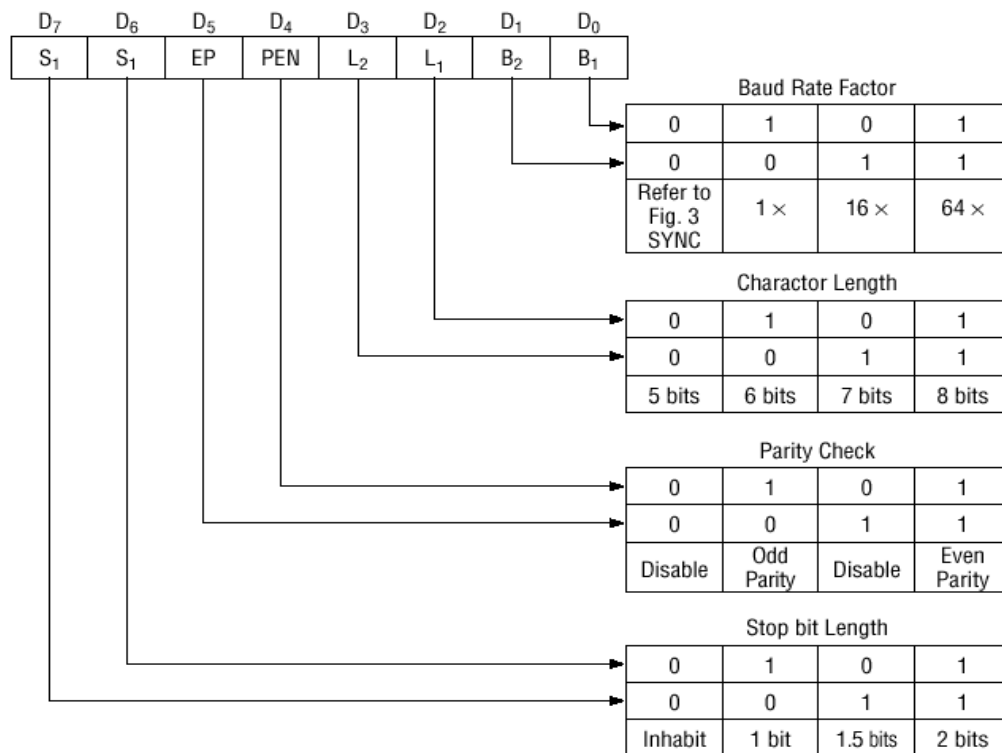 D7 D6 D5 D4 D3 D2 D1 D0
S1 S1 EP PEN L2 L1 B2 B1
Baud Rate Factor
0 1 0 1
0 0 1 1
Refer to Fig. 3 SYNC 1 × 16 × 64 ×
Charactor Length
0 1 0 1
0 0 1 1
5 bits 6 bits 7 bits 8 bits
Parity Check
0 1 0 1
0 0 1 1
Disable Odd Parity Disable Even Parity
Stop bit Length
0 1 0 1
0 0 1 1
Inhabit 1 bit 1.5 bits 2 bits